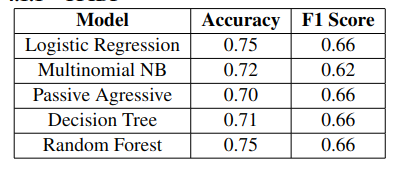 Model Accuracy F1 Score
Logistic Regression 0.75 0.66
Multinomial NB 0.72 0.62
Passive Agressive 0.70 0.66
Decision Tree 0.71 0.66
Random Forest 0.75 0.66